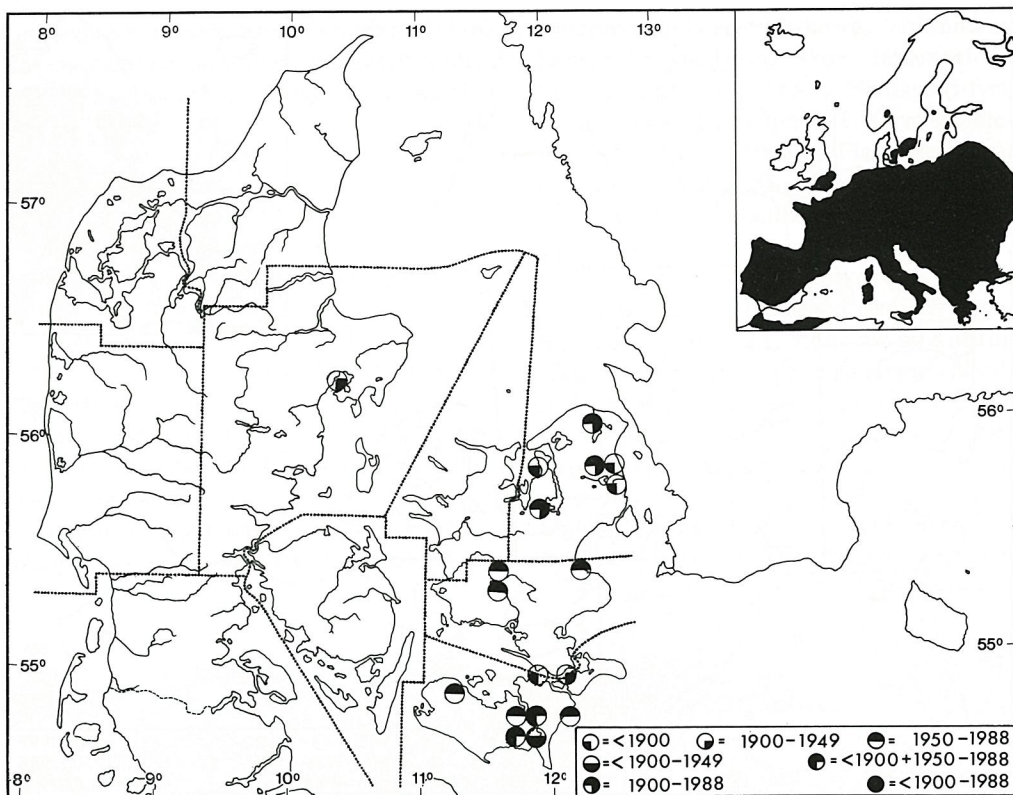 8° 9° 10° 11° 12° 13°
57° 
56° 56°
55° 55°
=<1900 = 1900–1949 = 1950–1988
=<1900–1949 =<1900+1950–1988
= 1900–1988 =<1900–1988
8° 9° 10° 11° 12°